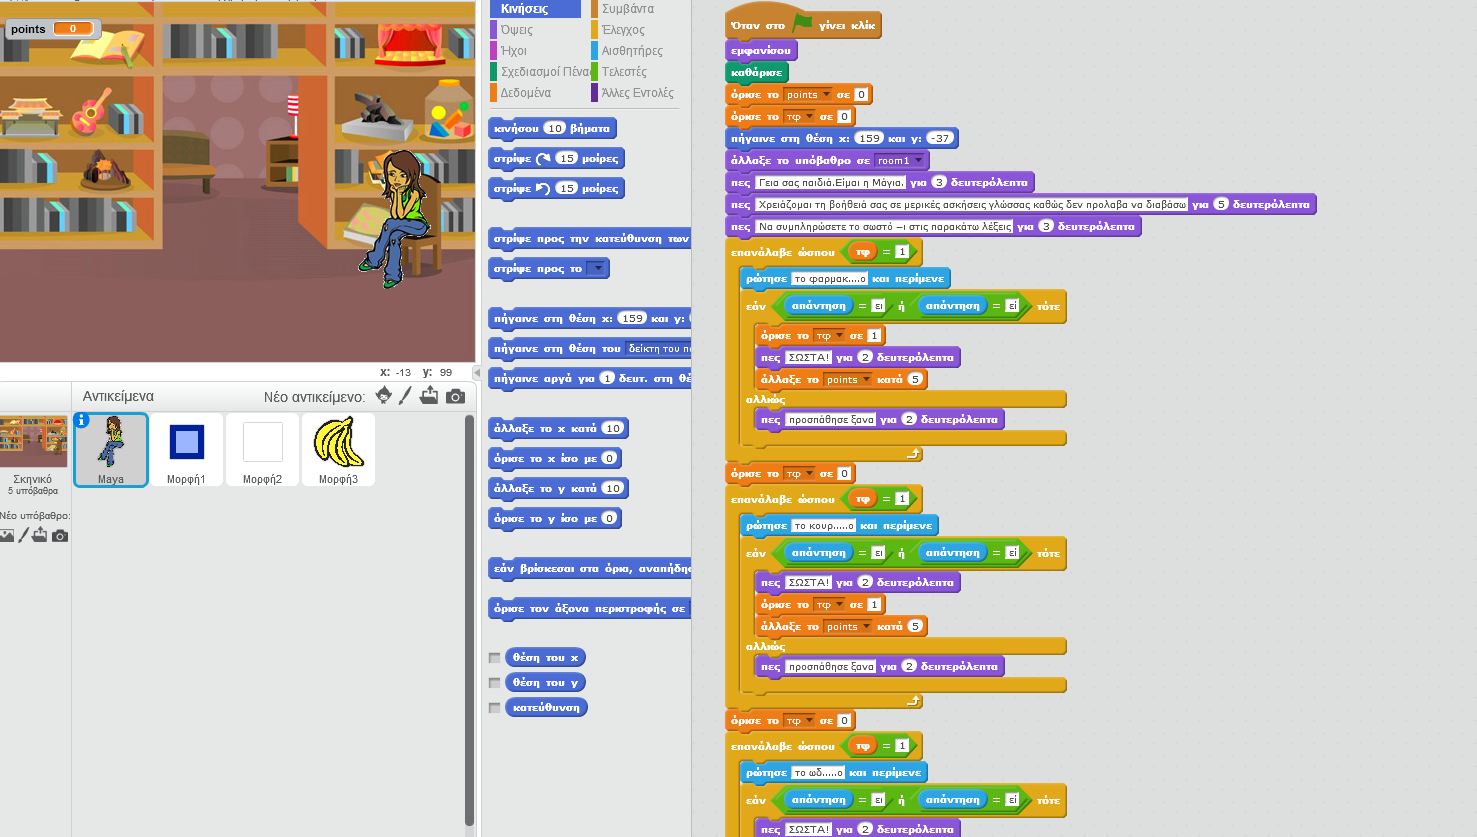 points 0
x: -13 y: 99
Αντικείμενα
Νέο αντικείμενο:
Σκηνικό
5 υπόβαθρα
Νέο υπόβαθρο:
Maya
Μορφή1
Μορφή2
Μορφή3
Κινήσεις
Όψεις
Ήχοι
Σχεδιασμοί Πένα
Δεδομένα
Συμβάντα
Έλεγχος
Αισθητήρες
Τελεστές
Άλλες Εντολές
κινήσου 10 βήματα
στρίψε 15 μοίρες
στρίψε 15 μοίρες
στρίψε προς την κατεύθυνση των
στρίψε προς το
πήγαινε στη θέση x: 159 και y:
πήγαινε στη θέση του δείκτη του
πήγαινε αργά για 1 δευτ. στη
άλλαξε το x κατά 10
όρισε το x ίσο με 0
άλλαξε το y κατά 10
όρισε το y ίσο με 0
εάν βρίσκεσαι στα όρια,
όρισε τον άξονα περιστροφής σε
θέση του x
θέση του y
κατεύθυνση
Όταν στο γίνει κλικ
εμφανίσου
καθάρισε
όρισε το points σε 0
όρισε το τφ σε 0
πήγαινε στη θέση x: 159 και y: -37
άλλαξε το υπόβαθρο σε room1
πες Γεια σας παιδιά.Είμαι η Μάγια. για 3 δευτερόλεπτα
πες Χρειάζομαι τη βοήθειά σας σε μερικές ασκήσεις γλώσσας καθώς δεν προλαβα να διαβάσω για 5 δευτερόλεπτα
πες Να συμπληρώσετε το σωστό –ι στις παρακάτω λέξεις για 3 δευτερόλεπτα
επανάλαβε ώσπου τφ = 1
ρώτησε το φαρμακ....ο και περίμενε
εάν απάντηση = ει ή απάντηση = εί τότε
όρισε το τφ σε 1
πες ΣΩΣΤΑ! για 2 δευτερόλεπτα
άλλαξε το points κατά 5
αλλιώς
πες προσπάθησε ξανα για 2 δευτερόλεπτα
όρισε το τφ σε 0
επανάλαβε ώσπου τφ = 1
ρώτησε το κουρ.....ο και περίμενε
εάν απάντηση = ει ή απάντηση = εί τότε
πες ΣΩΣΤΑ! για 2 δευτερόλεπτα
όρισε το τφ σε 1
άλλαξε το points κατά 5
αλλιώς
πες προσπάθησε ξανα για 2 δευτερόλεπτα
όρισε το τφ σε 0
επανάλαβε ώσπου τφ = 1
ρώτησε το ωδ.....ο και περίμενε
εάν απάντηση = ει ή απάντηση = εί τότε
πες ΣΩΣΤΑ! για 2 δευτερόλεπτα